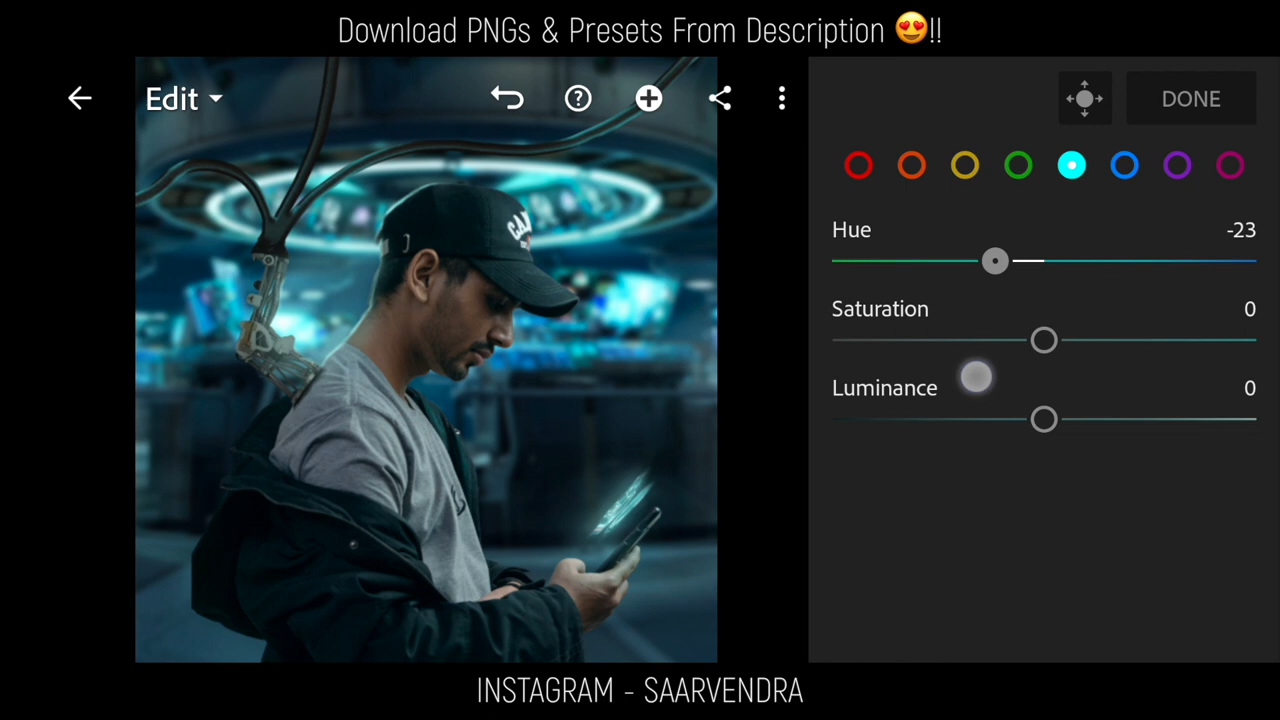 Download PNGs & Presets From Description 😍!!
Edit
DONE
Hue -23
Saturation 0
Luminance 0
INSTAGRAM - SAARVENDRA